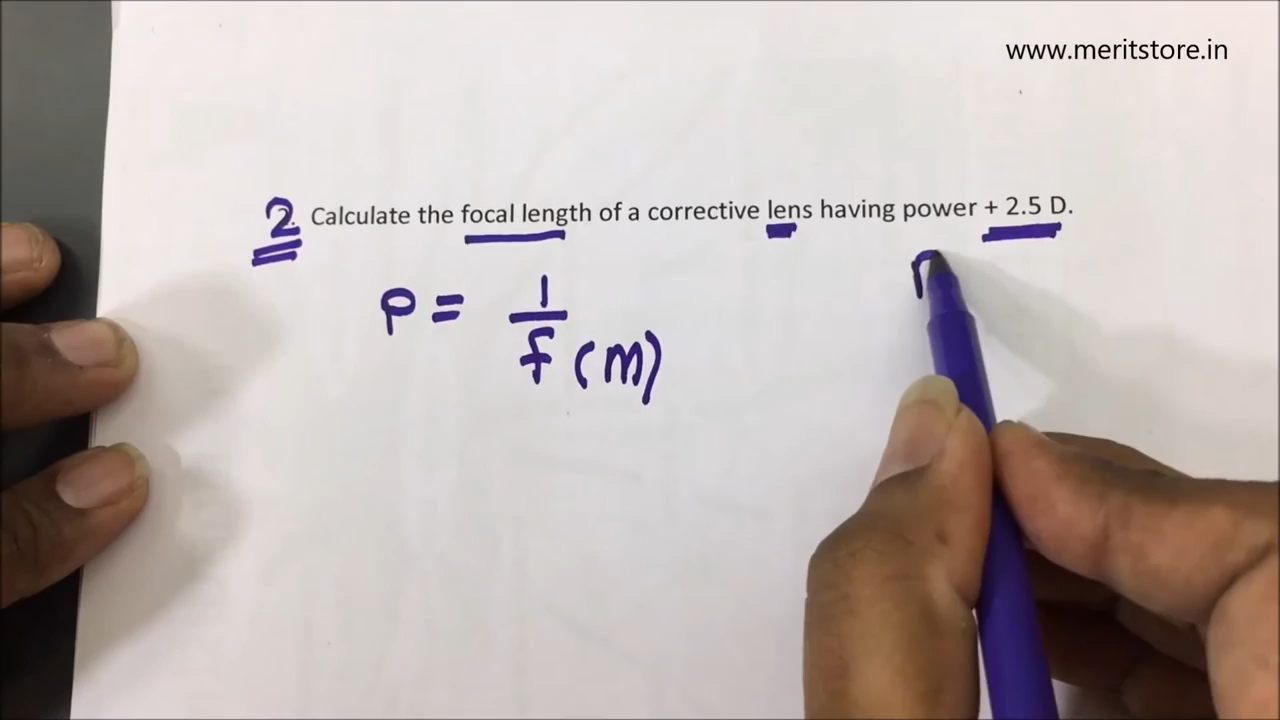 www.meritstore.in
2. Calculate the focal length of a corrective lens having power + 2.5 D.
P = 1/f (m)